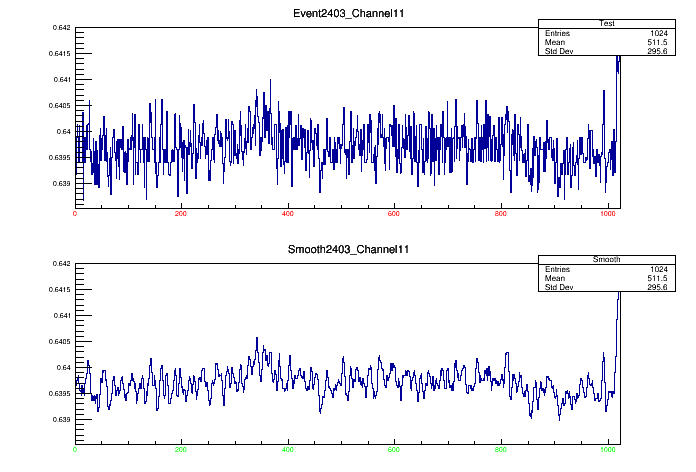 Event2403_Channel11
Test
Entries 1024
Mean 511.5
Std Dev 295.6
0.642
0.6415
0.641
0.6405
0.64
0.6395
0.639
0 200 400 600 800 1000
Smooth2403_Channel11
Smooth
Entries 1024
Mean 511.5
Std Dev 295.6
0.642
0.6415
0.641
0.6405
0.64
0.6395
0.639
0 200 400 600 800 1000